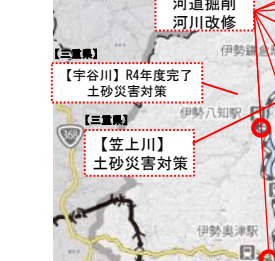 河道掘削
河川改修
【三重県】
【宇谷川】R4年度完了
土砂災害対策
伊勢鎌倉
伊勢八知駅
【三重県】
368
【笠上川】
土砂災害対策
伊勢奥津駅